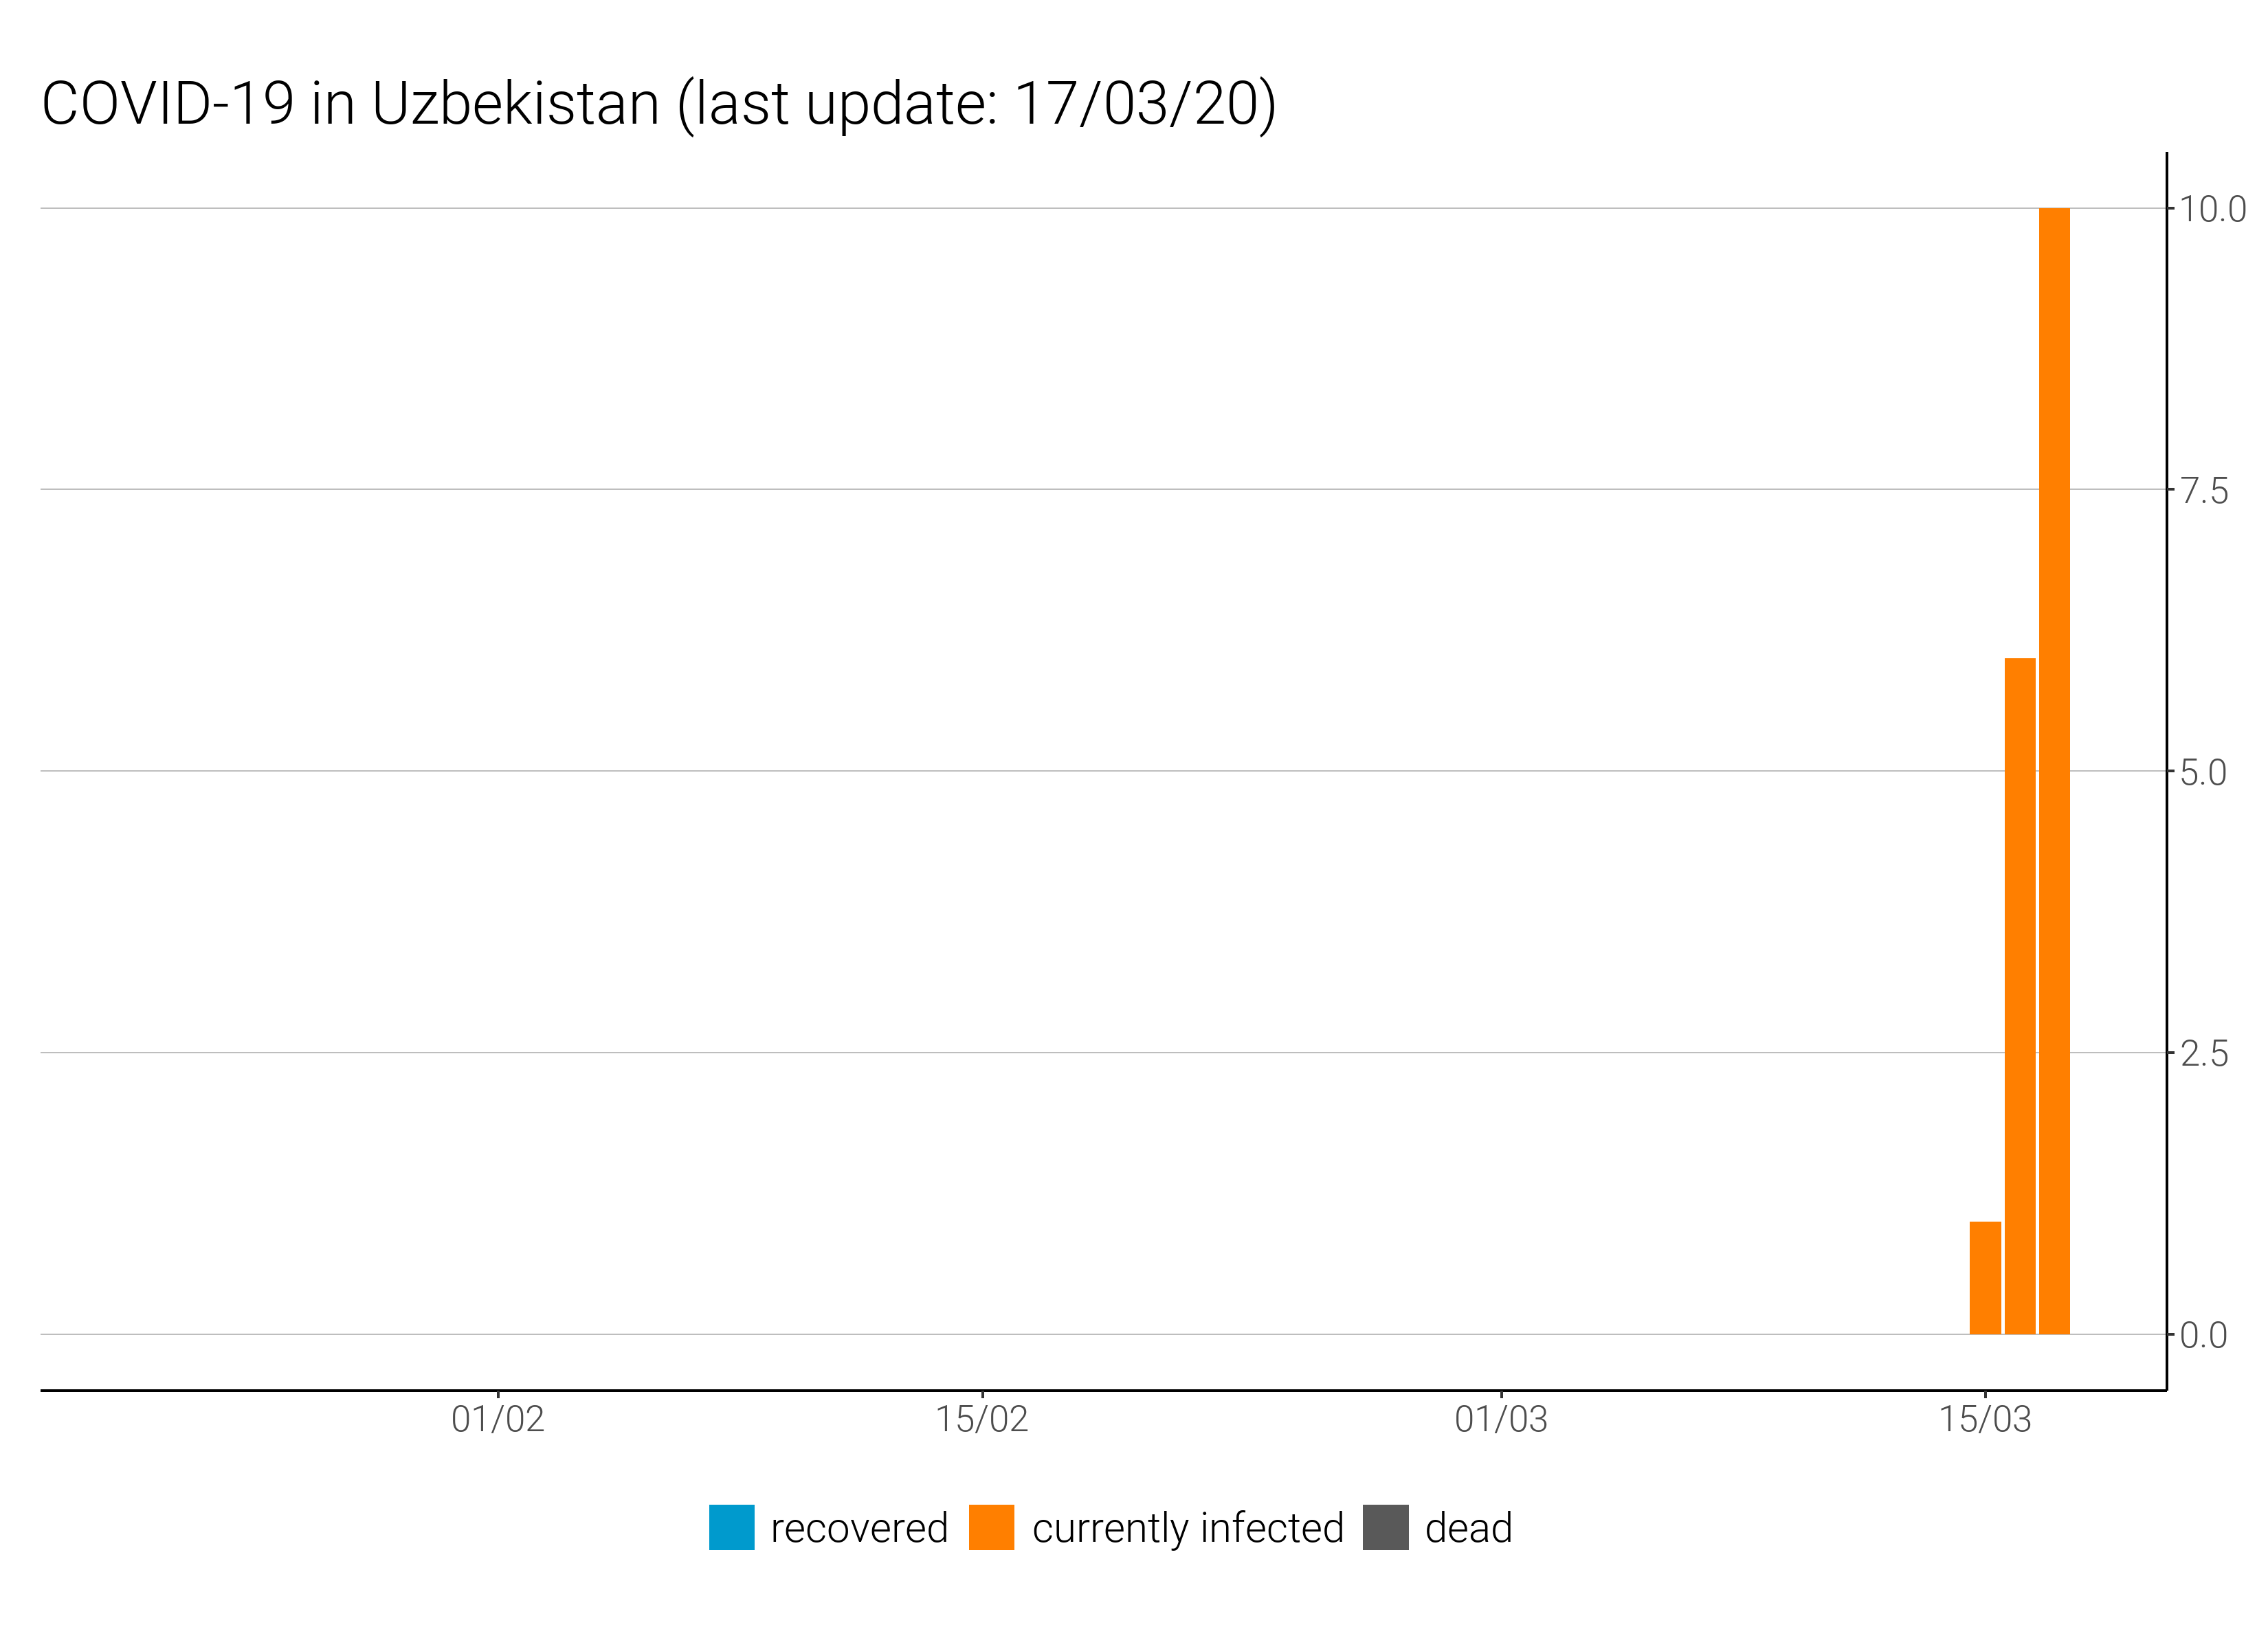 COVID-19 in Uzbekistan (last update: 17/03/20)
10.0
7.5
5.0
2.5
0.0
01/02 15/02 01/03 15/03
recovered currently infected dead